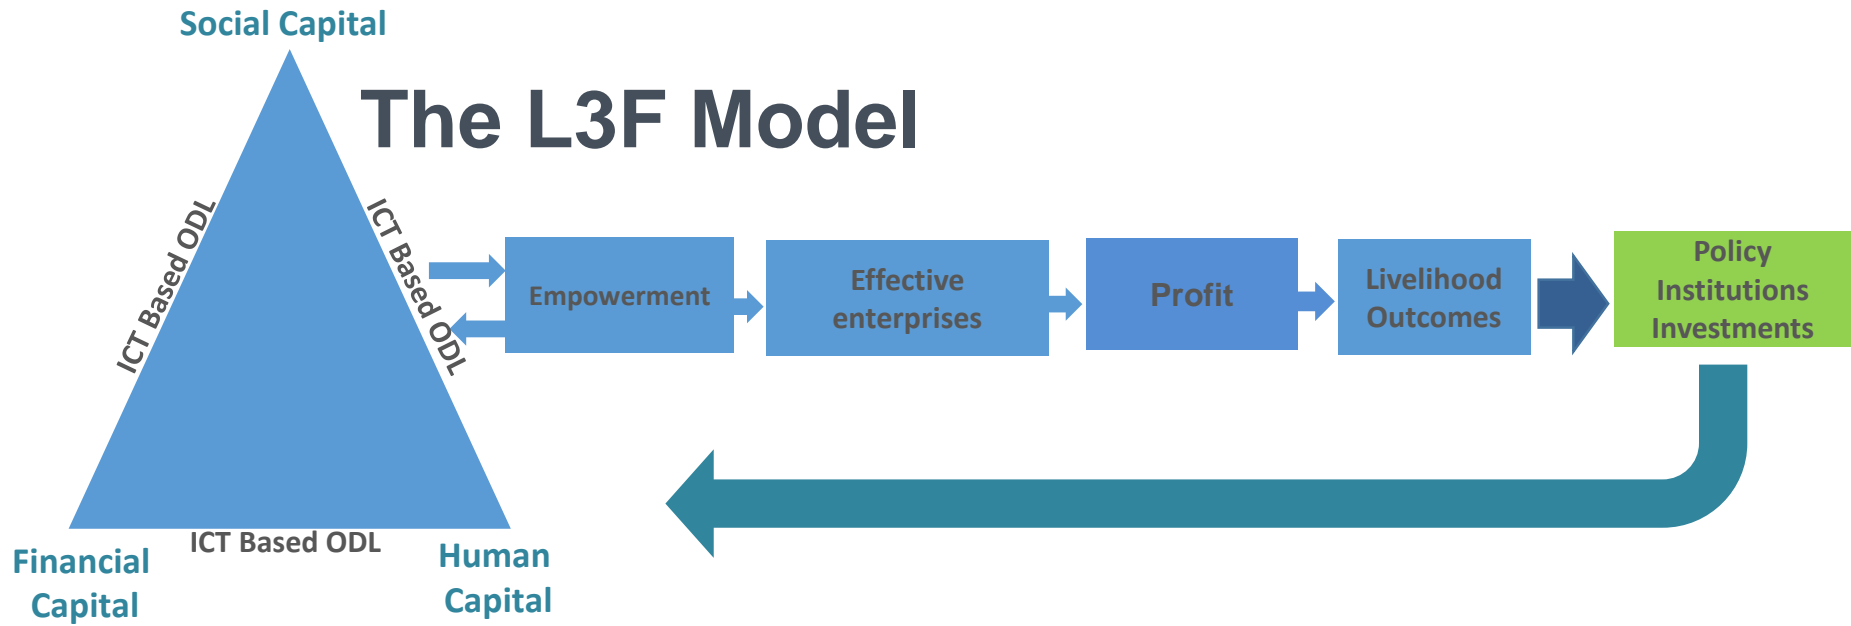 Social Capital
The L3F Model
ICT Based ODL
ICT Based ODL
Empowerment
Effective
enterprises
Profit
Livelihood
Outcomes
Policy
Institutions
Investments
ICT Based ODL
Financial
Capital
Human
Capital